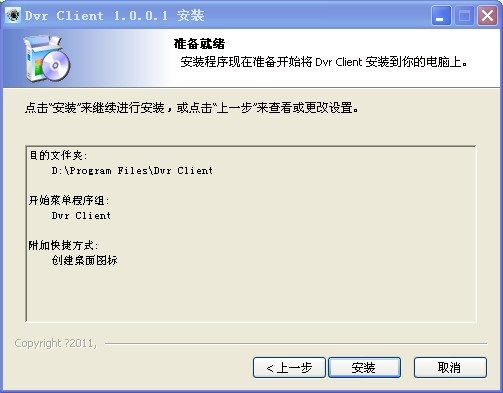 Dvr Client 1.0.0.1 安装
准备就绪
安装程序现在准备开始将 Dvr Client 安装到你的电脑上。
点击“安装”来继续进行安装，或点击“上一步”来查看或更改设置。
目的文件夹:
D:\Program Files\Dvr Client
开始菜单程序组:
Dvr Client
附加快捷方式:
创建桌面图标
Copyright ?2011,
< 上一步
安装
取消